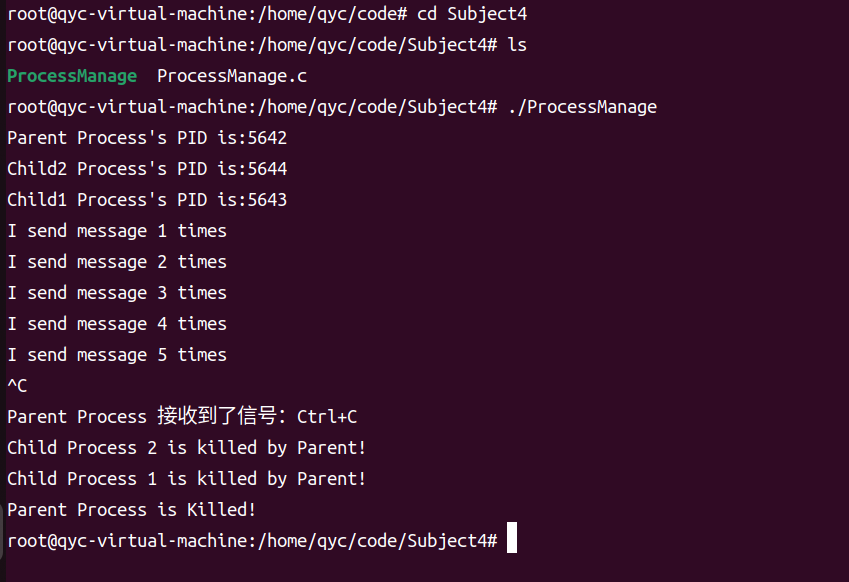 root@qyc-virtual-machine:/home/qyc/code# cd Subject4
root@qyc-virtual-machine:/home/qyc/code/Subject4# ls
ProcessManage  ProcessManage.c
root@qyc-virtual-machine:/home/qyc/code/Subject4# ./ProcessManage
Parent Process's PID is:5642
Child2 Process's PID is:5644
Child1 Process's PID is:5643
I send message 1 times
I send message 2 times
I send message 3 times
I send message 4 times
I send message 5 times
^C
Parent Process 接收到了信号：Ctrl+C
Child Process 2 is killed by Parent!
Child Process 1 is killed by Parent!
Parent Process is Killed!
root@qyc-virtual-machine:/home/qyc/code/Subject4#